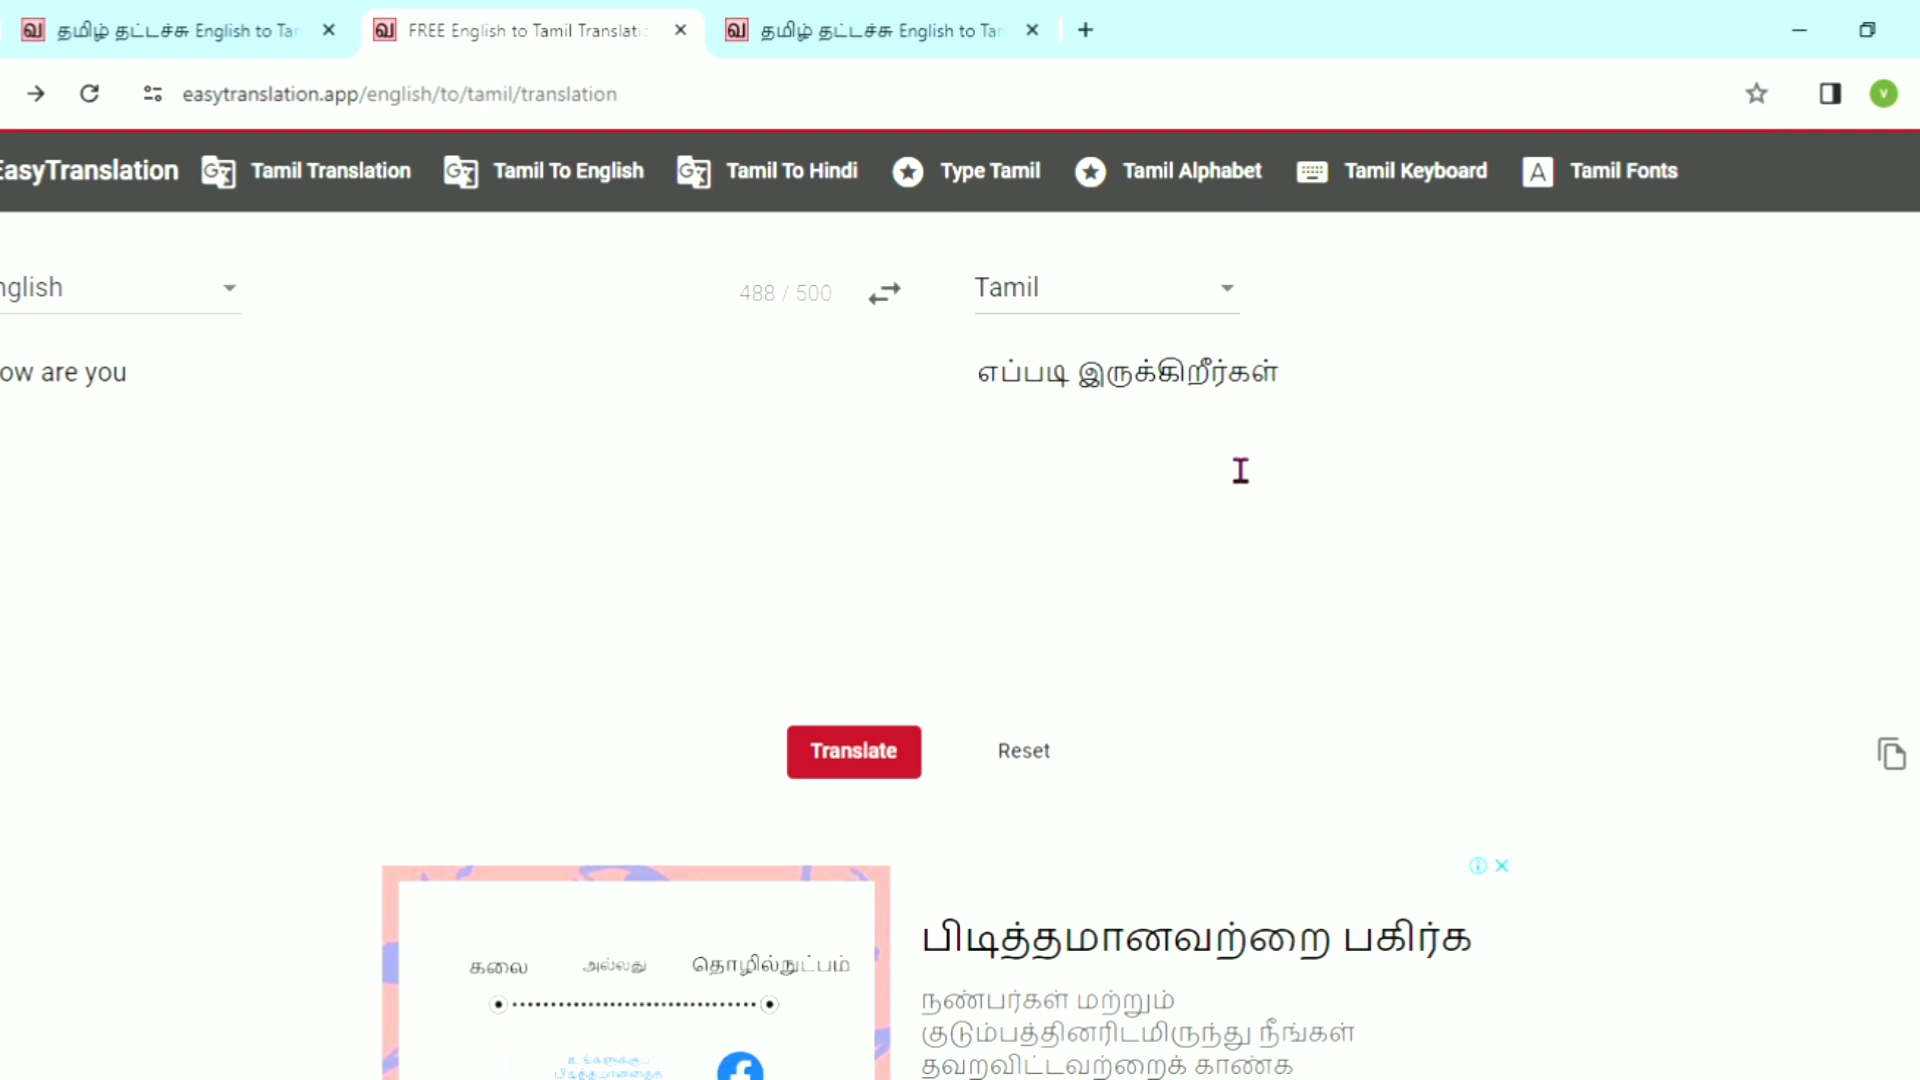 தமிழ் தட்டச்சு English to Tar
FREE English to Tamil Translatic
தமிழ் தட்டச்சு English to Tar
easytranslation.app/english/to/tamil/translation
V
EasyTranslation
Tamil Translation
Tamil To English
Tamil To Hindi
Type Tamil
Tamil Alphabet
Tamil Keyboard
Tamil Fonts
nglish
488 / 500
Tamil
ow are you
எப்படி இருக்கிறீர்கள்
Translate
Reset
பிடித்தமானவற்றை பகிர்க
கலை அல்லது தொழில்நுட்பம்
நண்பர்கள் மற்றும்
குடும்பத்தினரிடமிருந்து நீங்கள்
தவறவிட்டவற்றைக் காண்க